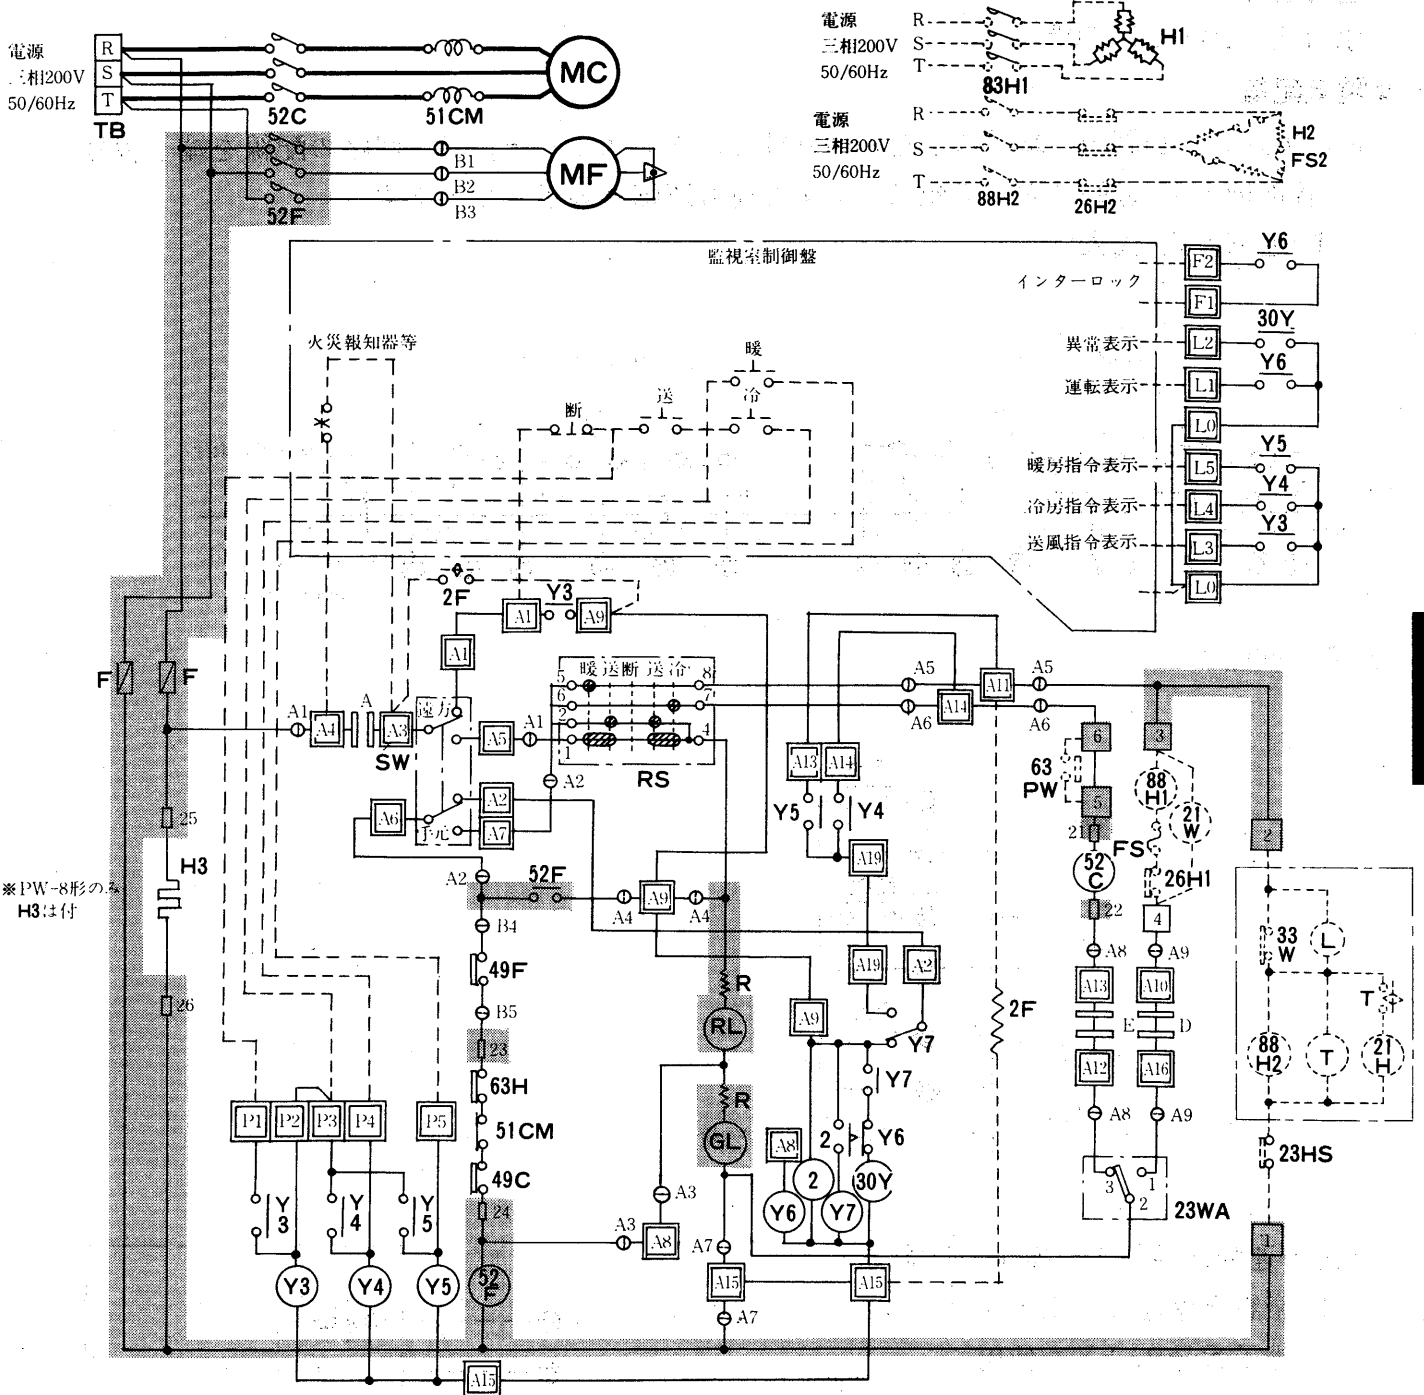 電源
三相200V
50/60Hz
R
S
T
TB
52C
51CM
MC
52F
B1
B2
B3
MF
電源
三相200V
50/60Hz
R
S
T
83H1
H1
電源
三相200V
50/60Hz
R
S
T
88H2
26H2
H2
FS2
監視室制御盤
インターロック
F2
Y6
F1
異常表示
L2
30Y
運転表示
L1
Y6
L0
暖房指令表示
L5
Y5
冷房指令表示
L4
Y4
送風指令表示
L3
Y3
L0
火災報知器等
断
送
暖
冷
2F
A1
Y3
A9
A1
F
F
A1
A4
A
A3
SW
遠方
手元
A5
A1
A6
A2
A7
A2
暖 送 断 送 冷
5
6
2
1
8
7
4
RS
A5
A6
A14
A11
A5
A6
A13
A14
Y5
Y4
A19
6
63
PW
5
21
52
C
22
3
88
H1
21
W
FS
26H1
4
2
25
H3
※PW-8形のみ
H3は付
26
A2
52F
A4
A9
A4
B4
49F
B5
23
63H
51CM
49C
24
52
F
R
RL
R
GL
A3
A3
A8
A7
A15
A7
A19
A2
A9
Y7
Y7
2
Y6
A8
Y6
2
Y7
30Y
A15
2F
A8
A9
A13
A10
E
D
A12
A16
A8
A9
3
1
2
23WA
33
W
L
T
88
H2
T
21
H
23HS
1
P1
P2
P3
P4
P5
Y
3
Y
4
Y
5
Y3
Y4
Y5
A15